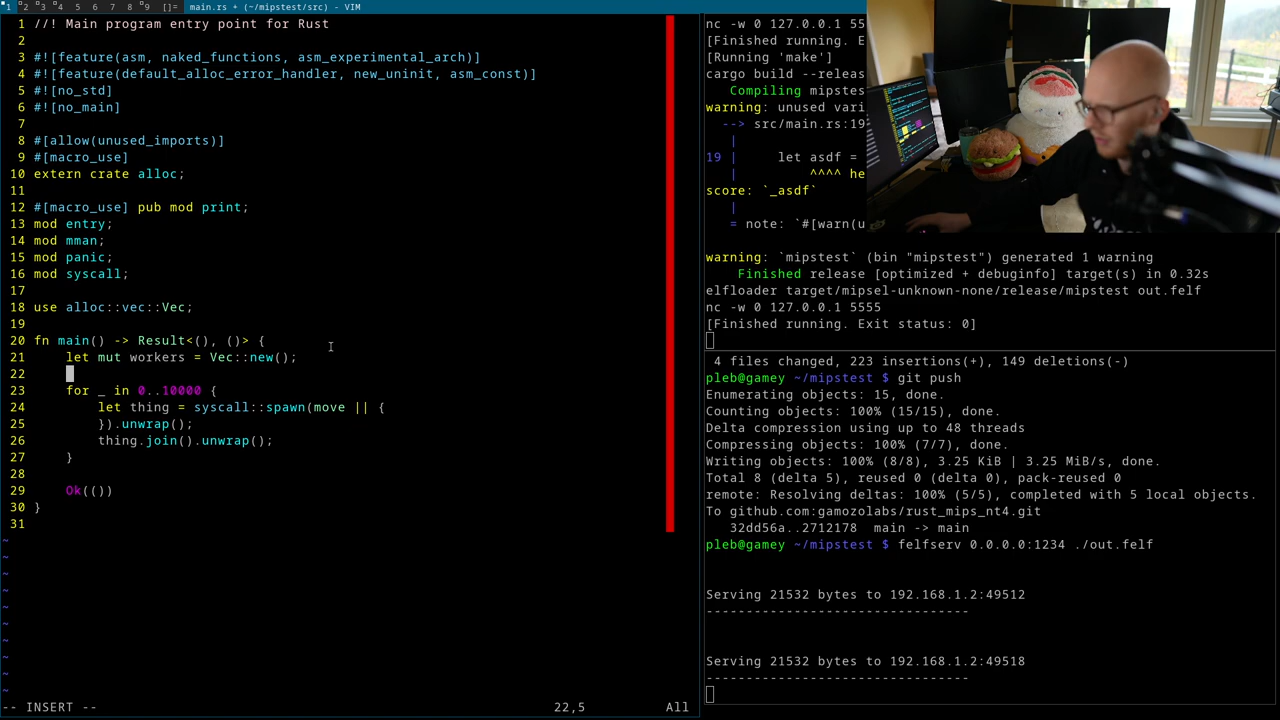 1 2 3 4 5 6 7 8 9 []= main.rs + (~/mipstest/src) - VIM
1 //! Main program entry point for Rust
2
3 #![feature(asm, naked_functions, asm_experimental_arch)]
4 #![feature(default_alloc_error_handler, new_uninit, asm_const)]
5 #![no_std]
6 #![no_main]
7
8 #[allow(unused_imports)]
9 #[macro_use]
10 extern crate alloc;
11
12 #[macro_use] pub mod print;
13 mod entry;
14 mod mman;
15 mod panic;
16 mod syscall;
17
18 use alloc::vec::Vec;
19
20 fn main() -> Result<(), ()> {
21     let mut workers = Vec::new();
22
23     for _ in 0..10000 {
24         let thing = syscall::spawn(move || {
25         }).unwrap();
26         thing.join().unwrap();
27     }
28
29     Ok(())
30 }
31
~
~
~
~
~
~
~
~
~
~
-- INSERT -- 22,5 All
nc -w 0 127.0.0.1 55
[Finished running. E
[Running 'make']
cargo build --releas
Compiling mipstes
warning: unused vari
--> src/main.rs:19
|
19 | let asdf =
| ^^^^ he
score: `_asdf`
|
= note: `#[warn(u
warning: `mipstest` (bin "mipstest") generated 1 warning
Finished release [optimized + debuginfo] target(s) in 0.32s
elfloader target/mipsel-unknown-none/release/mipstest out.felf
nc -w 0 127.0.0.1 5555
[Finished running. Exit status: 0]
4 files changed, 223 insertions(+), 149 deletions(-)
pleb@gamey ~/mipstest $ git push
Enumerating objects: 15, done.
Counting objects: 100% (15/15), done.
Delta compression using up to 48 threads
Compressing objects: 100% (7/7), done.
Writing objects: 100% (8/8), 3.25 KiB | 3.25 MiB/s, done.
Total 8 (delta 5), reused 0 (delta 0), pack-reused 0
remote: Resolving deltas: 100% (5/5), completed with 5 local objects.
To github.com:gamozolabs/rust_mips_nt4.git
32dd56a..2712178  main -> main
pleb@gamey ~/mipstest $ felfserv 0.0.0.0:1234 ./out.felf
Serving 21532 bytes to 192.168.1.2:49512
---------------------------------
Serving 21532 bytes to 192.168.1.2:49518
---------------------------------